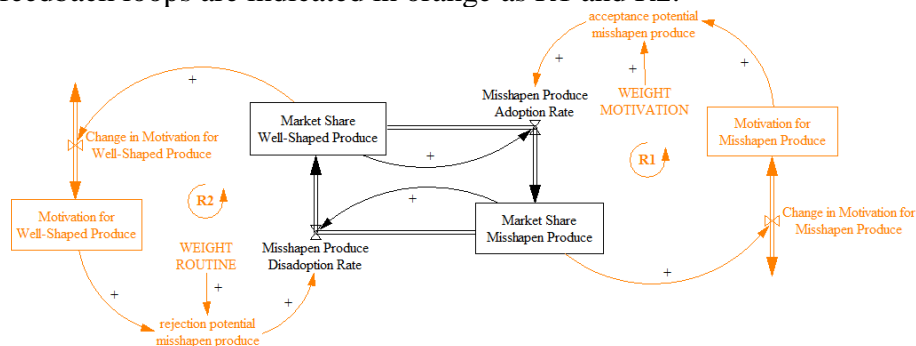 feedback loops are indicated in orange as R1 and R2.
acceptance potential
misshapen produce
+
+
+
+
WEIGHT
MOTIVATION
Misshapen Produce
Adoption Rate
Market Share
Well-Shaped Produce
Change in Motivation for
Well-Shaped Produce
Motivation for
Misshapen Produce
+
R1
R2
+
Motivation for
Well-Shaped Produce
Market Share
Misshapen Produce
Change in Motivation for
Misshapen Produce
WEIGHT
ROUTINE
Misshapen Produce
Disadoption Rate
+
+
+
+
rejection potential
misshapen produce